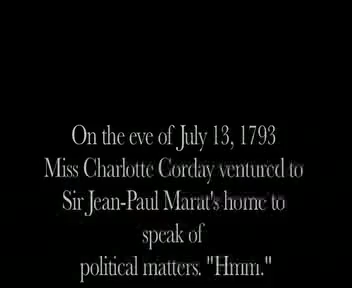 On the eve of July 13, 1793
Miss Charlotte Corday ventured to
Sir Jean-Paul Marat's home to
speak of
political matters. "Hmm."